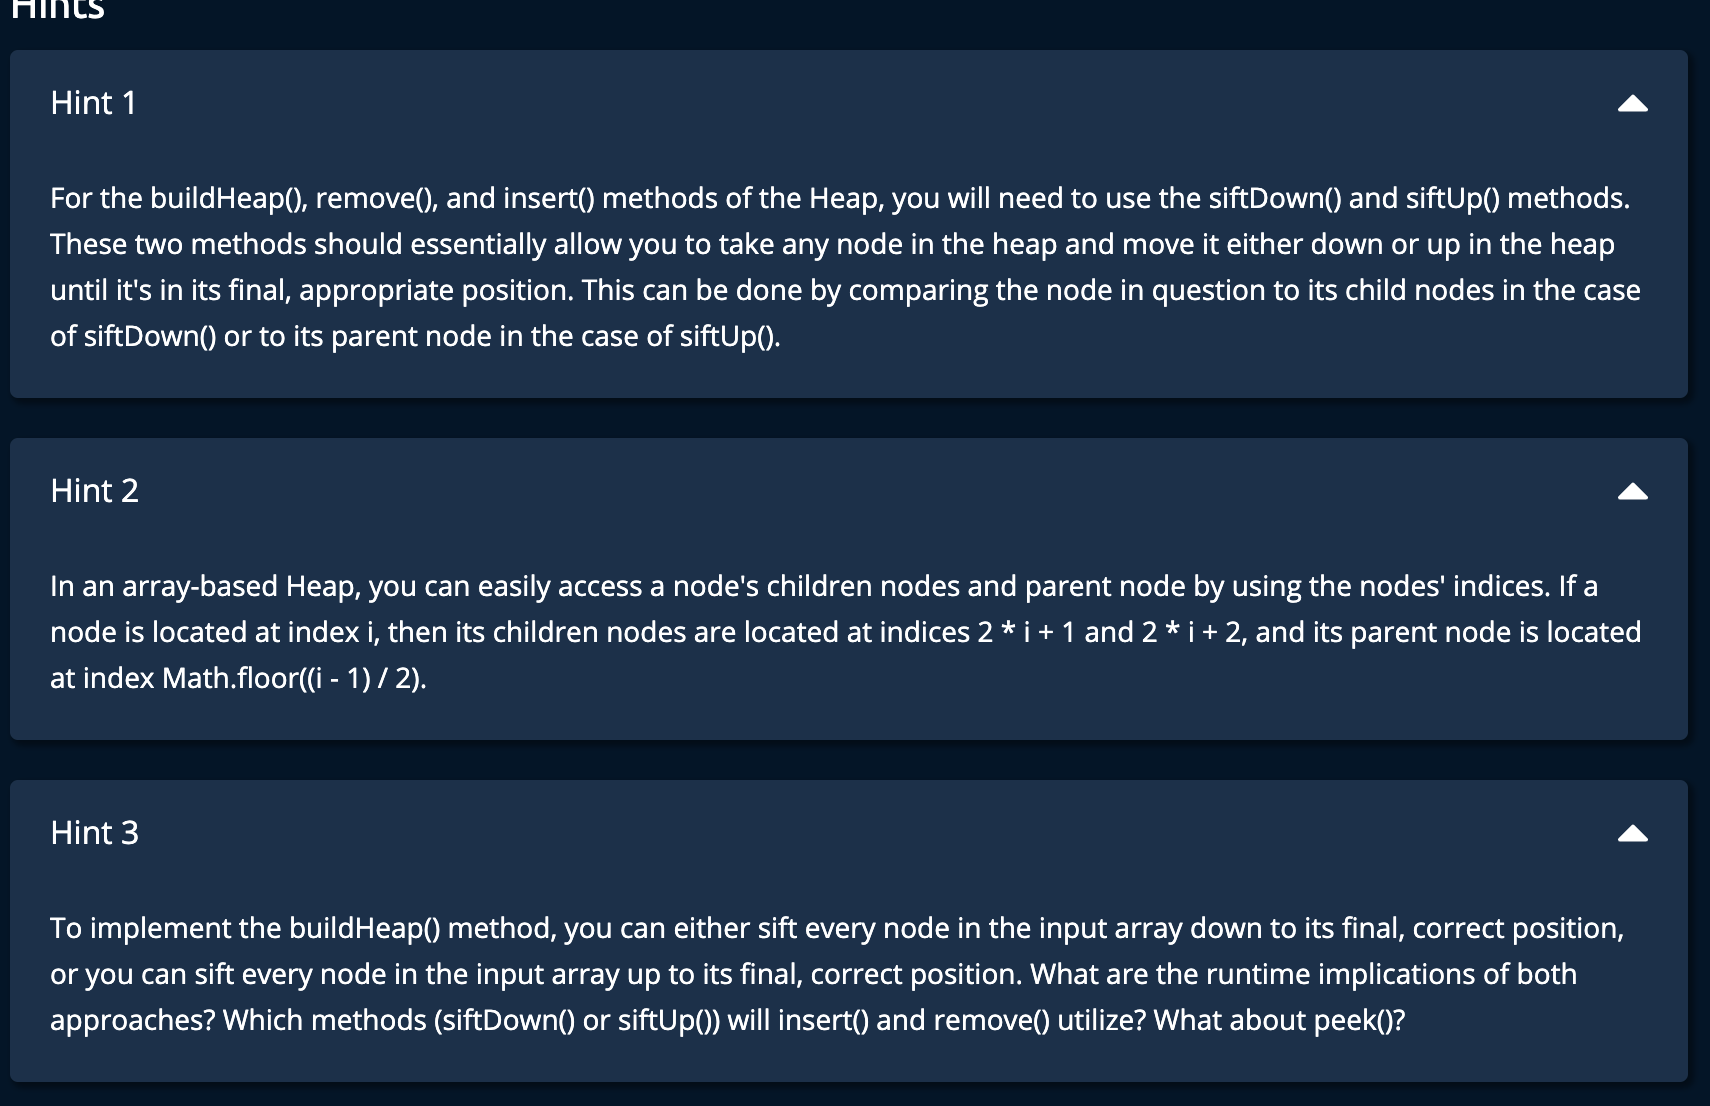 Hints
Hint 1
For the buildHeap(), remove(), and insert() methods of the Heap, you will need to use the siftDown() and siftUp() methods.
These two methods should essentially allow you to take any node in the heap and move it either down or up in the heap
until it's in its final, appropriate position. This can be done by comparing the node in question to its child nodes in the case
of siftDown() or to its parent node in the case of siftUp().
Hint 2
In an array-based Heap, you can easily access a node's children nodes and parent node by using the nodes' indices. If a
node is located at index i, then its children nodes are located at indices 2 * i + 1 and 2 * i + 2, and its parent node is located
at index Math.floor((i - 1) / 2).
Hint 3
To implement the buildHeap() method, you can either sift every node in the input array down to its final, correct position,
or you can sift every node in the input array up to its final, correct position. What are the runtime implications of both
approaches? Which methods (siftDown() or siftUp()) will insert() and remove() utilize? What about peek()?